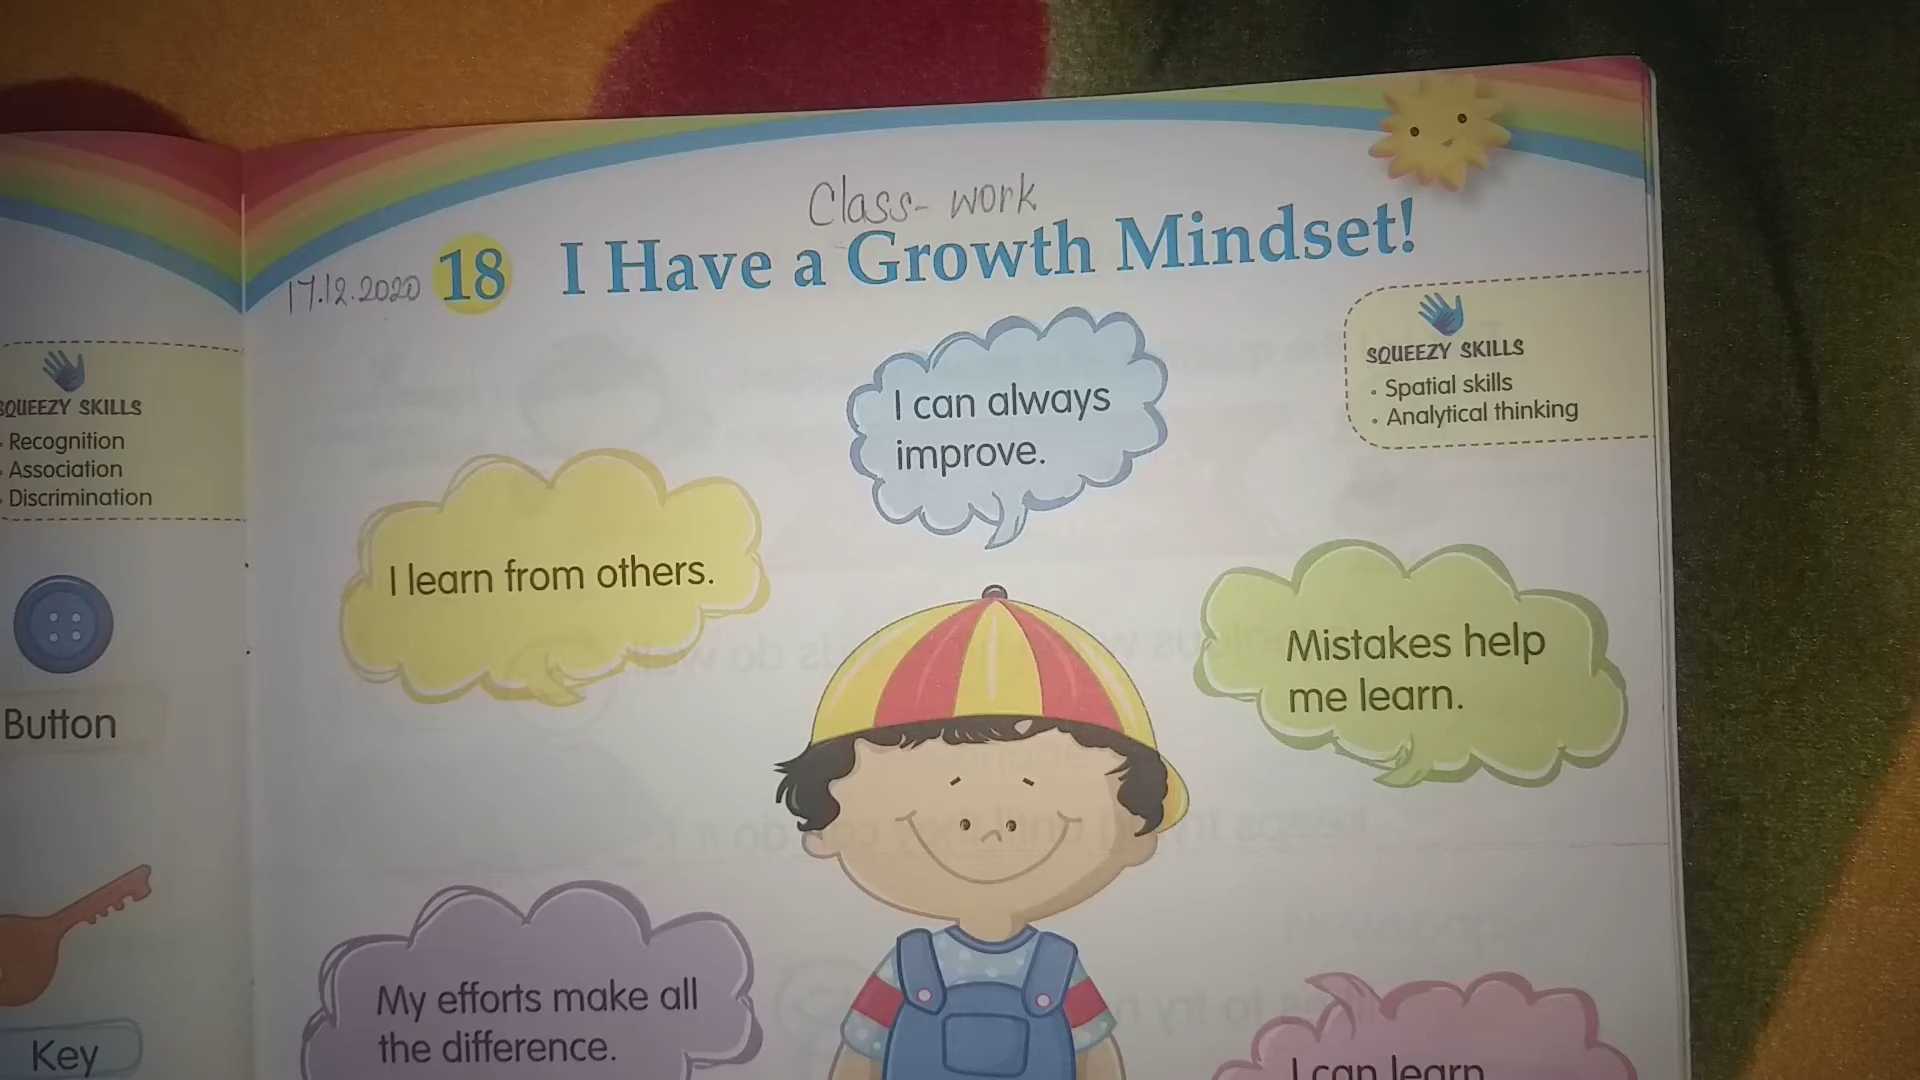 SQUEEZY SKILLS
• Recognition
• Association
• Discrimination
Button
Key
Class-work
17.12.2020 18 I Have a Growth Mindset!
SQUEEZY SKILLS
• Spatial skills
• Analytical thinking
I can always
improve.
I learn from others.
Mistakes help
me learn.
My efforts make all
the difference.
I can learn